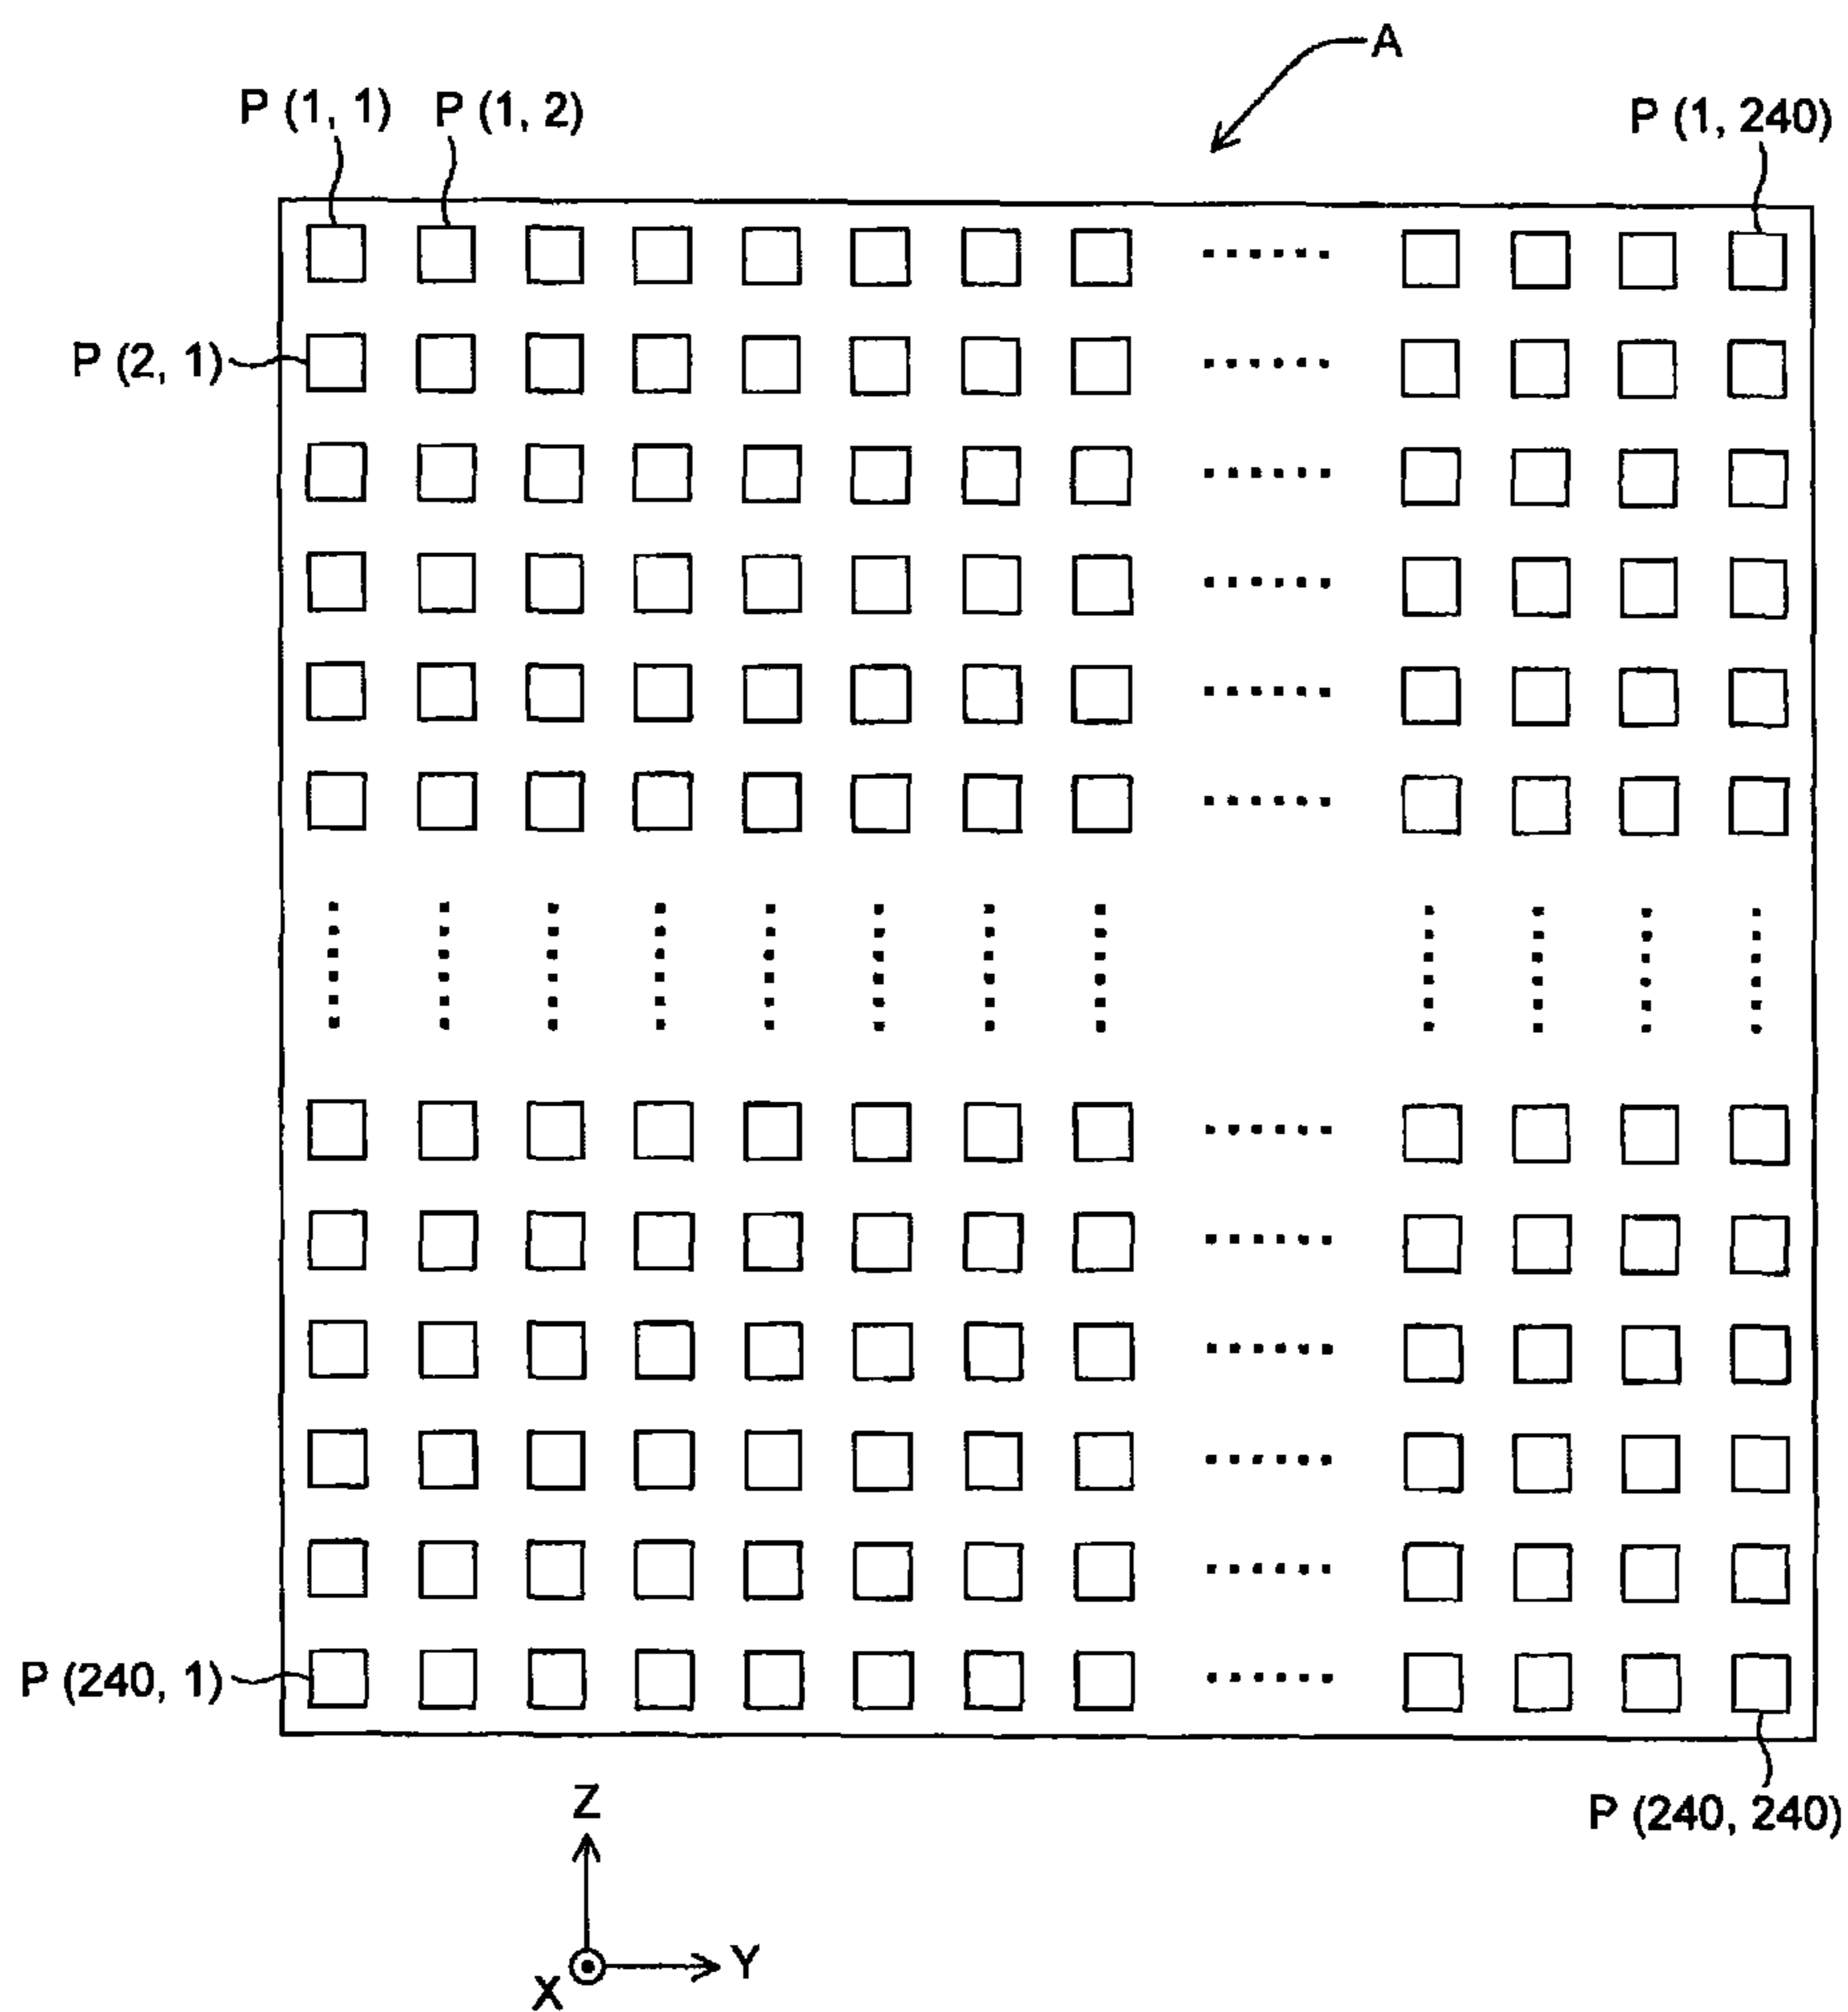 A
P (1, 1)
P (1, 2)
P (1, 240)
P (2, 1)
P (240, 1)
P (240, 240)
Z
Y
X